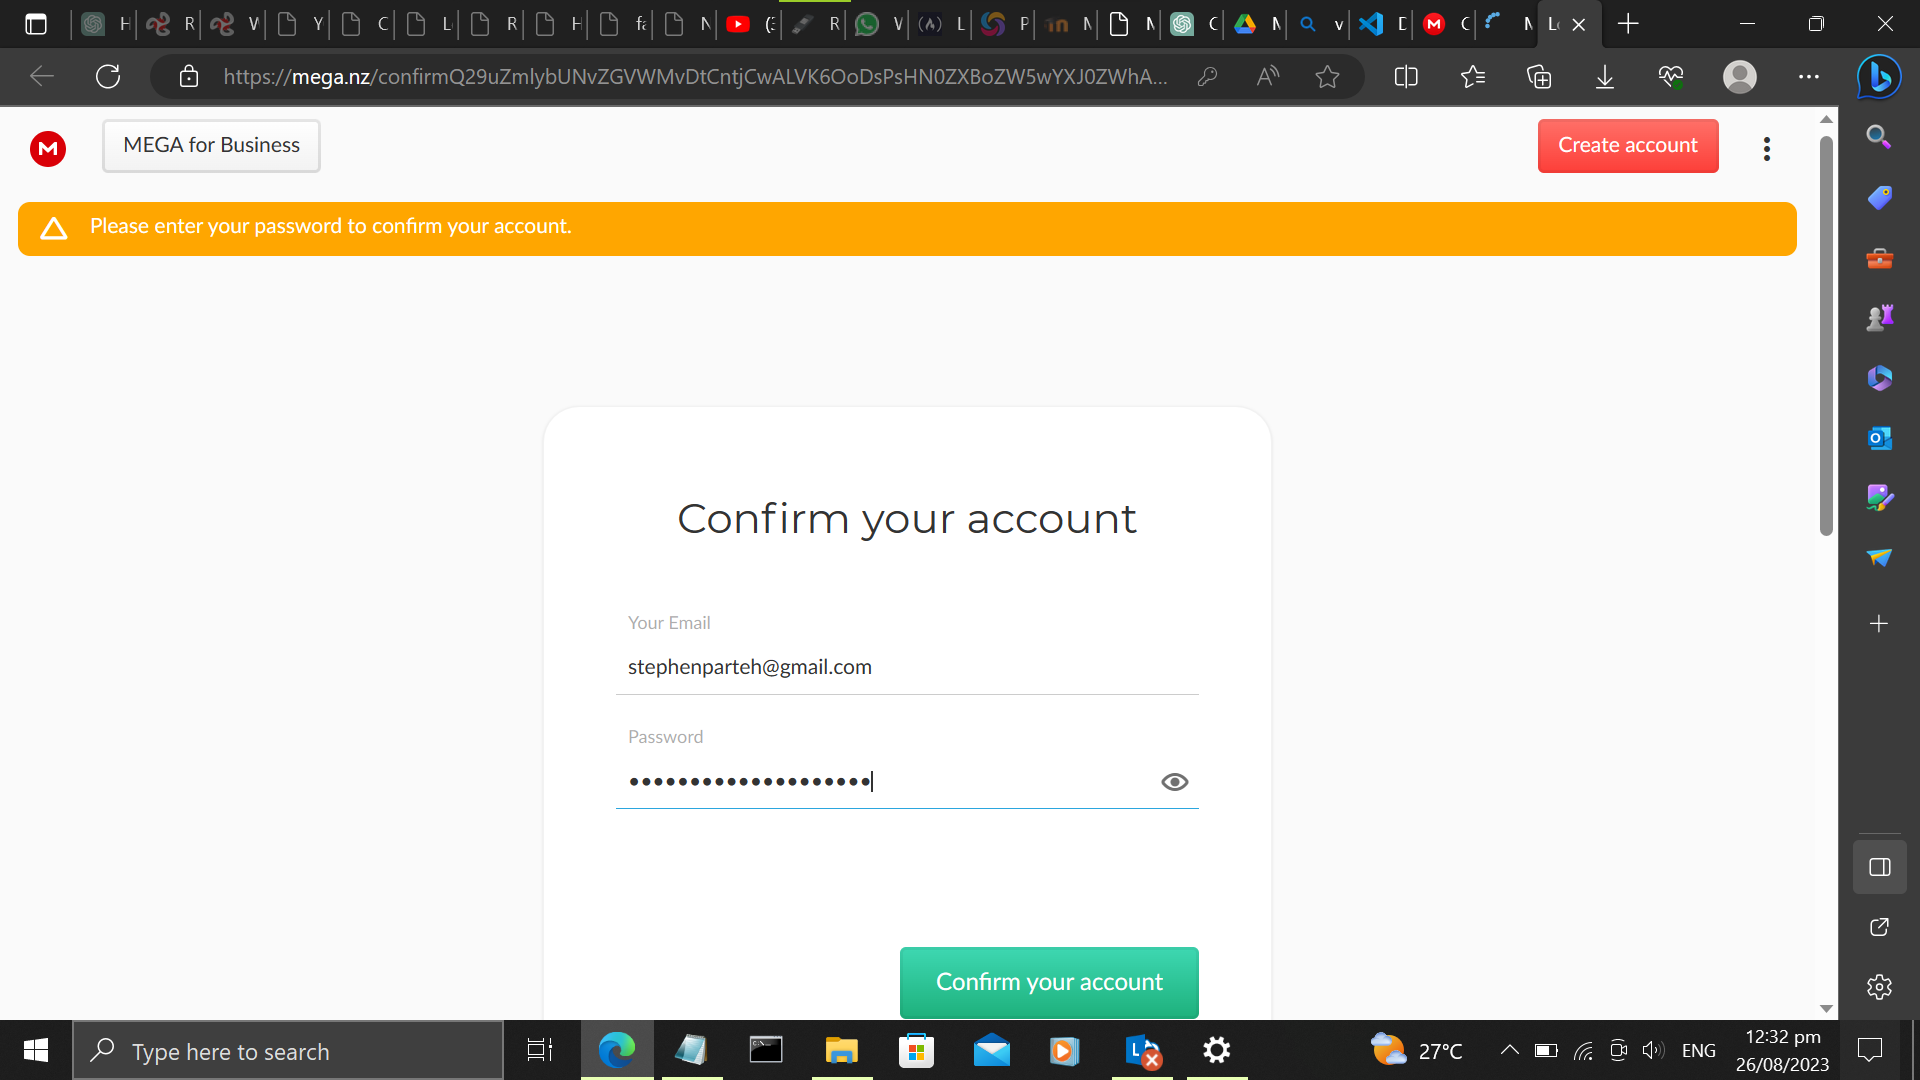 https://mega.nz/confirmQ29uZmlybUNvZGVWMvDtCntjCwALVK6OoDsPsHN0ZXBoZW5wYXJ0ZWhA...
MEGA for Business
Create account
Please enter your password to confirm your account.
Confirm your account
Your Email
stephenparteh@gmail.com
Password
Confirm your account
Type here to search
27°C
ENG
12:32 pm
26/08/2023